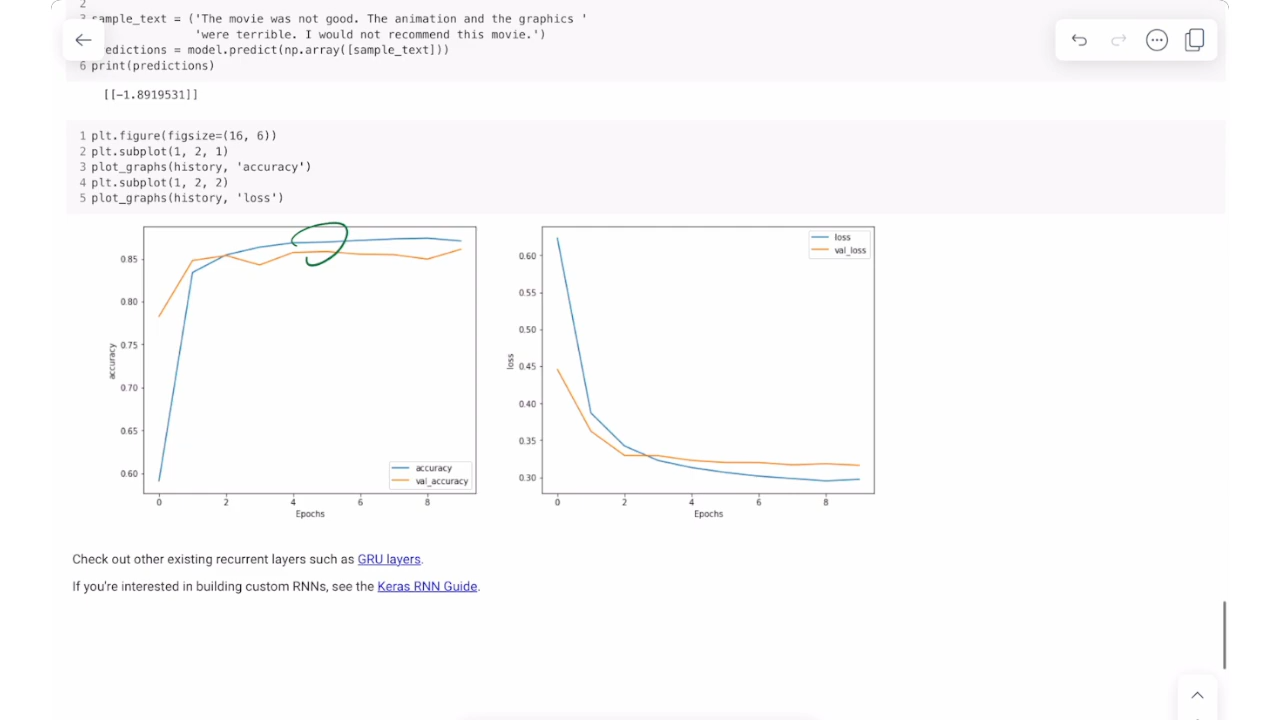 2
3 sample_text = ('The movie was not good. The animation and the graphics '
'were terrible. I would not recommend this movie.')
edictions = model.predict(np.array([sample_text]))
6 print(predictions)
[[-1.8919531]]
1 plt.figure(figsize=(16, 6))
2 plt.subplot(1, 2, 1)
3 plot_graphs(history, 'accuracy')
4 plt.subplot(1, 2, 2)
5 plot_graphs(history, 'loss')
0.85
0.80
0.75
0.70
0.65
0.60
accuracy
0 2 4 6 8
Epochs
accuracy
val_accuracy
0.60
0.55
0.50
0.45
0.40
0.35
0.30
loss
0 2 4 6 8
Epochs
loss
val_loss
Check out other existing recurrent layers such as GRU layers.
If you're interested in building custom RNNs, see the Keras RNN Guide.